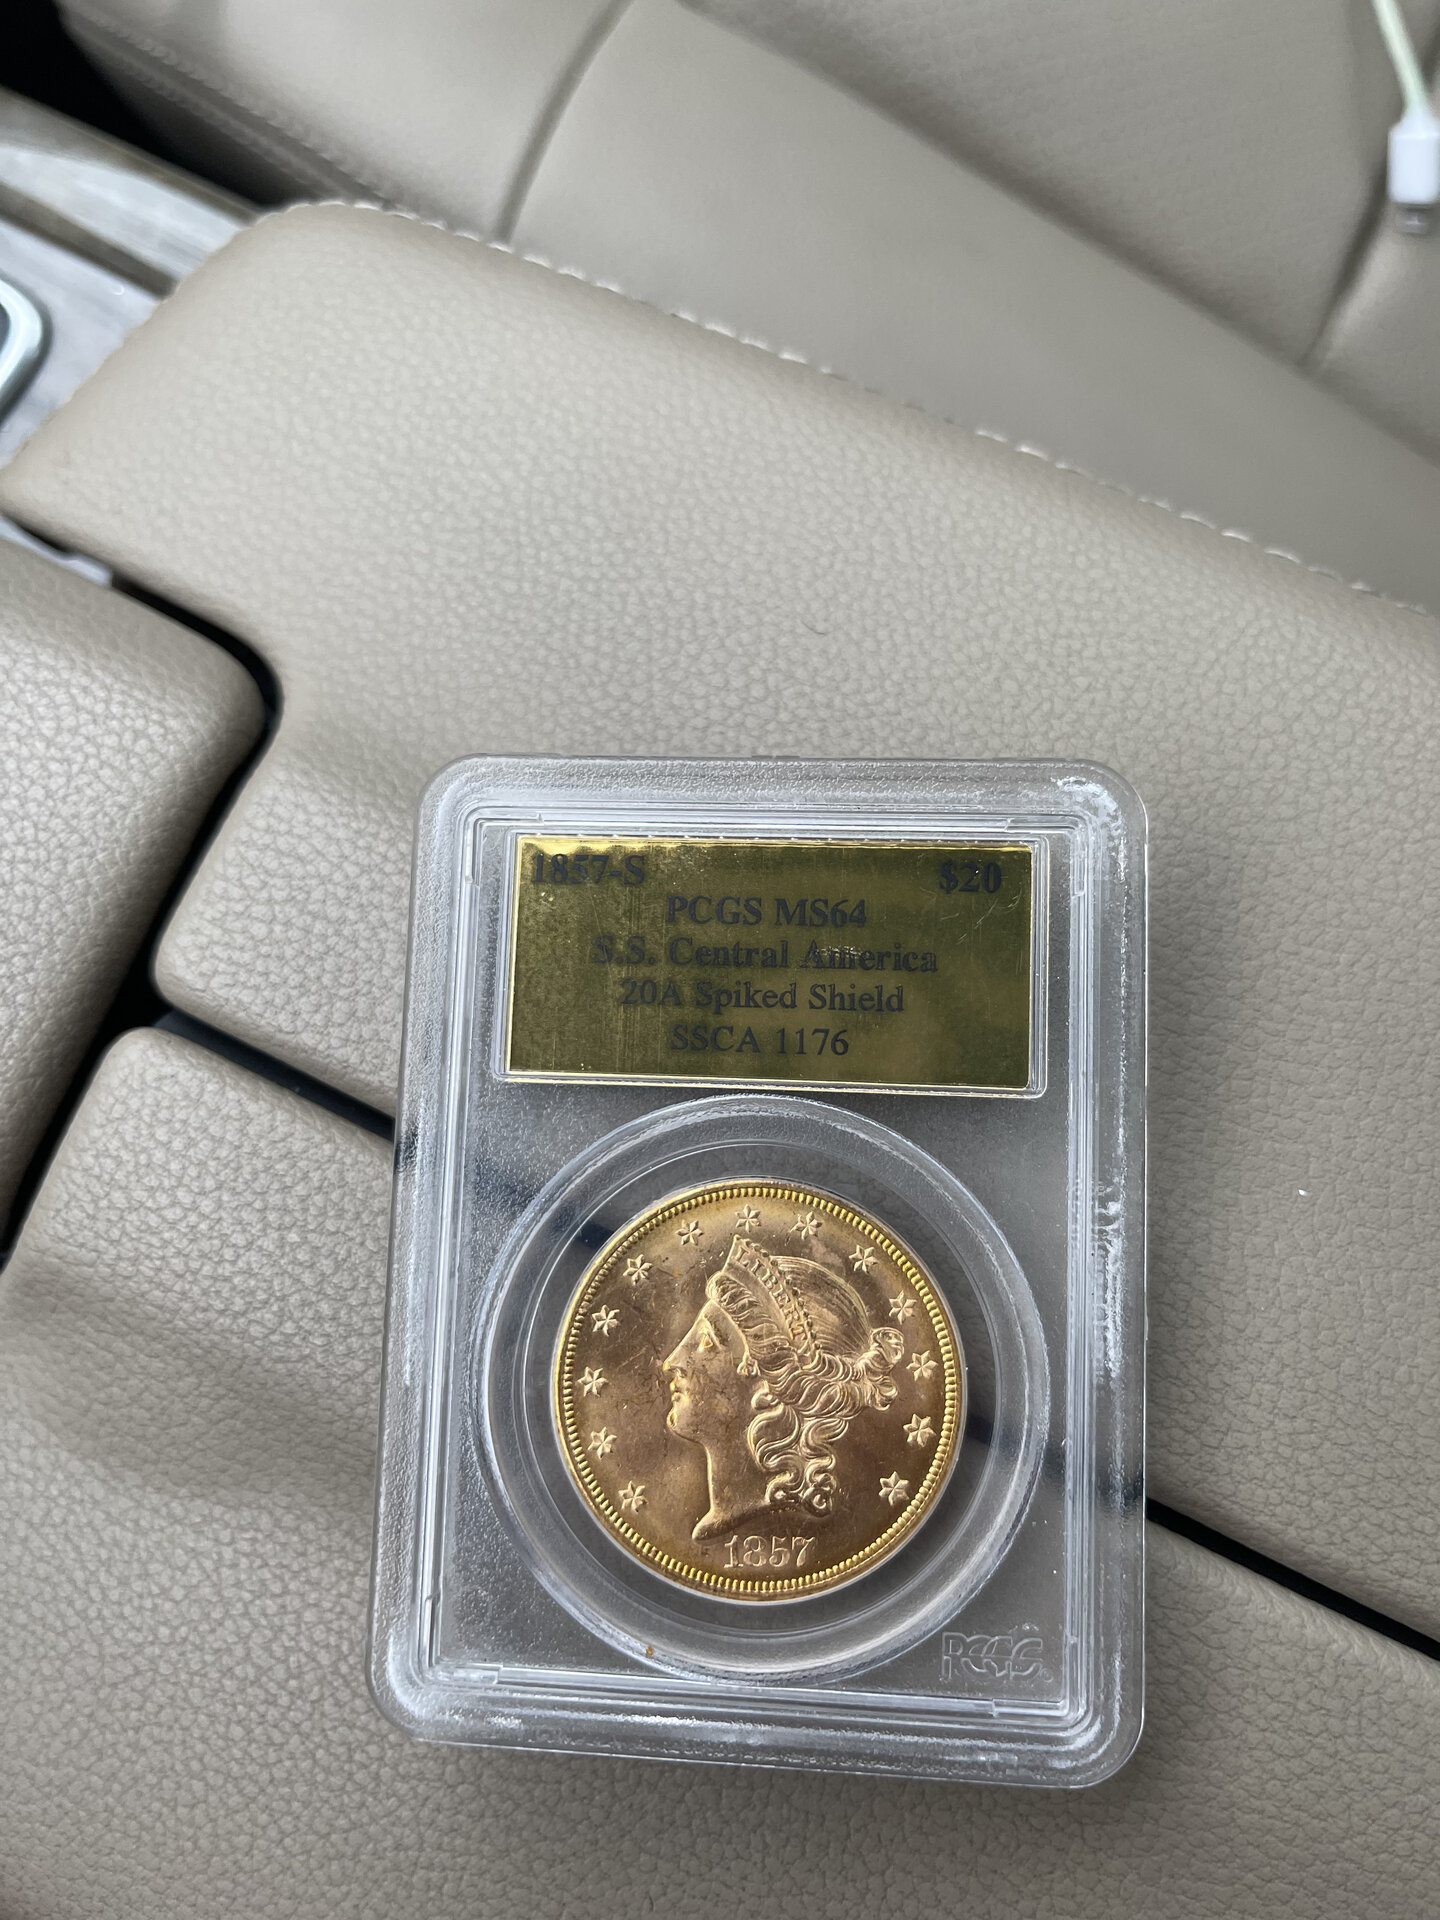 1857-S $20
PCGS MS64
S.S. Central America
20A Spiked Shield
SSCA 1176
LIBERTY
1857
PCGS